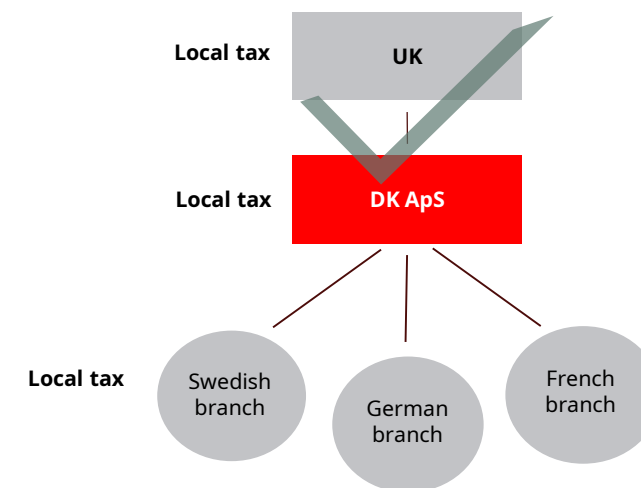 Local tax
UK
Local tax
DK ApS
Local tax
Swedish
branch
German
branch
French
branch